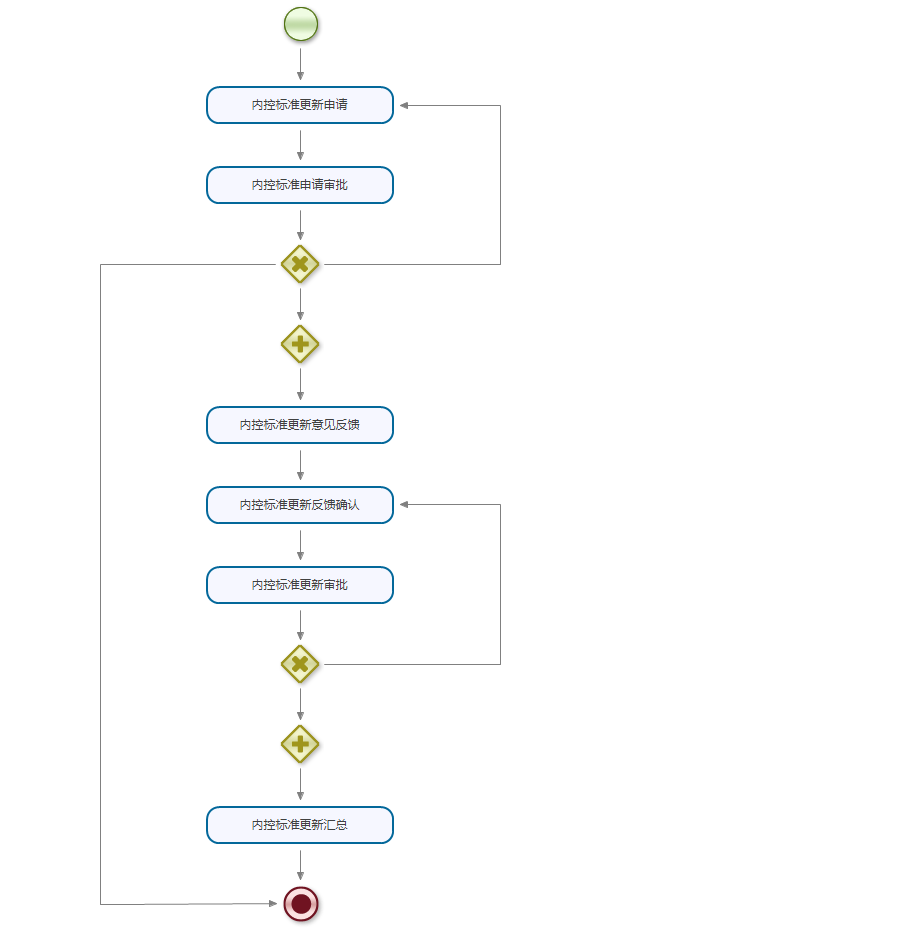 内控标准更新申请
内控标准申请审批
内控标准更新意见反馈
内控标准更新反馈确认
内控标准更新审批
内控标准更新汇总